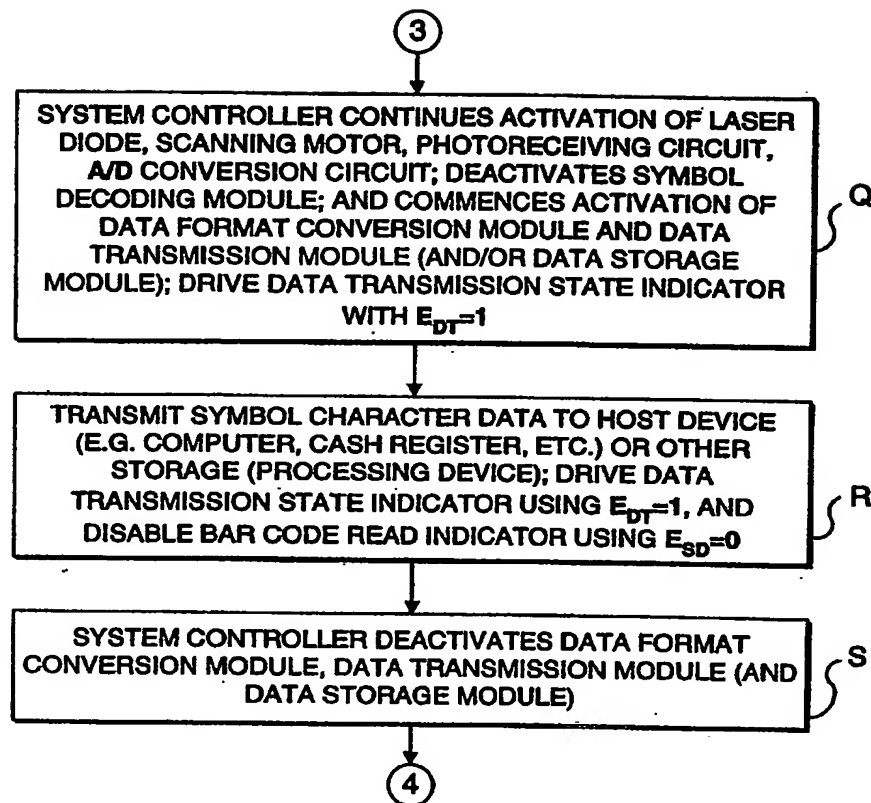 3
SYSTEM CONTROLLER CONTINUES ACTIVATION OF LASER
DIODE, SCANNING MOTOR, PHOTORECEIVING CIRCUIT,
A/D CONVERSION CIRCUIT; DEACTIVATES SYMBOL
DECODING MODULE; AND COMMENCES ACTIVATION OF
DATA FORMAT CONVERSION MODULE AND DATA
TRANSMISSION MODULE (AND/OR DATA STORAGE
MODULE); DRIVE DATA TRANSMISSION STATE INDICATOR
WITH E_DT=1
Q
TRANSMIT SYMBOL CHARACTER DATA TO HOST DEVICE
(E.G. COMPUTER, CASH REGISTER, ETC.) OR OTHER
STORAGE (PROCESSING DEVICE); DRIVE DATA
TRANSMISSION STATE INDICATOR USING E_DT=1, AND
DISABLE BAR CODE READ INDICATOR USING E_SD=0
R
SYSTEM CONTROLLER DEACTIVATES DATA FORMAT
CONVERSION MODULE, DATA TRANSMISSION MODULE (AND
DATA STORAGE MODULE)
S
4